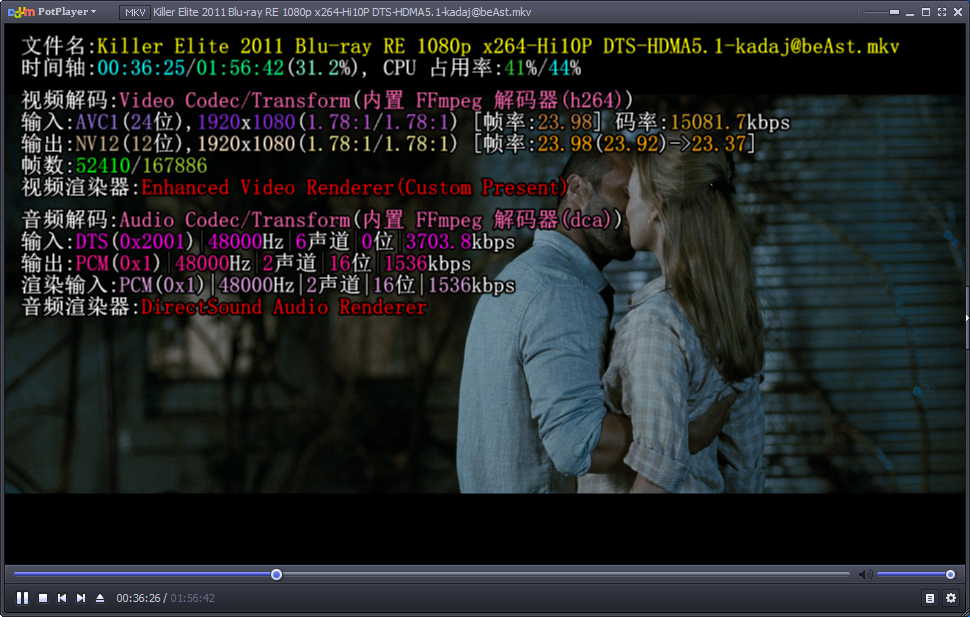 daum PotPlayer MKV Killer Elite 2011 Blu-ray RE 1080p x264-Hi10P DTS-HDMA5.1-kadaj@beAst.mkv
文件名:Killer Elite 2011 Blu-ray RE 1080p x264-Hi10P DTS-HDMA5.1-kadaj@beAst.mkv
时间轴:00:36:25/01:56:42(31.2%), CPU 占用率:41%/44%
视频解码:Video Codec/Transform(内置 FFmpeg 解码器(h264))
输入:AVC1(24位),1920x1080(1.78:1/1.78:1) [帧率:23.98] 码率:15081.7kbps
输出:NV12(12位),1920x1080(1.78:1/1.78:1) [帧率:23.98(23.92)->23.37]
帧数:52410/167886
视频渲染器:Enhanced Video Renderer(Custom Present)
音频解码:Audio Codec/Transform(内置 FFmpeg 解码器(dca))
输入:DTS(0x2001)|48000Hz|6声道|0位|3703.8kbps
输出:PCM(0x1)|48000Hz|2声道|16位|1536kbps
渲染输入:PCM(0x1)|48000Hz|2声道|16位|1536kbps
音频渲染器:DirectSound Audio Renderer
00:36:26 / 01:56:42